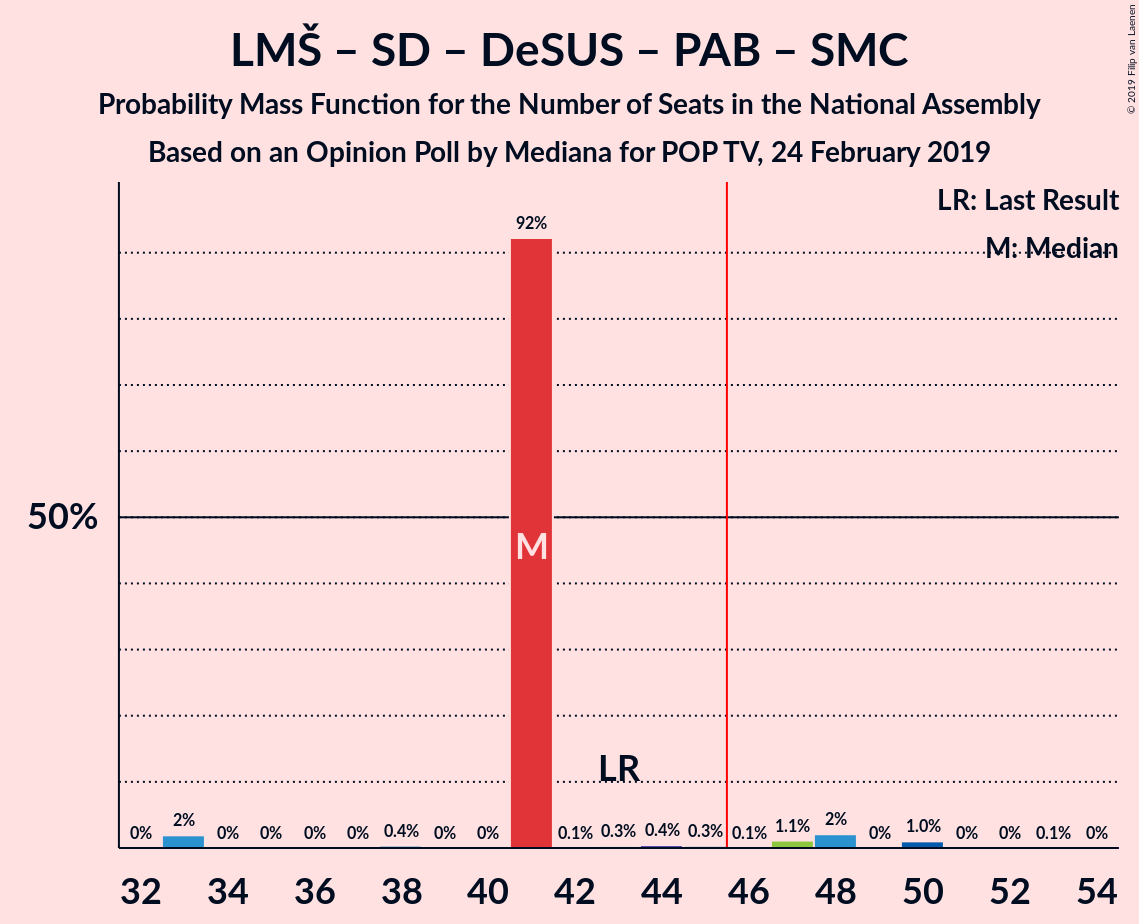 LMŠ – SD – DeSUS – PAB – SMC
Probability Mass Function for the Number of Seats in the National Assembly
Based on an Opinion Poll by Mediana for POP TV, 24 February 2019
© 2019 Filip van Laenen
LR: Last Result
M: Median
92%
50%
M
LR
0% 2% 0% 0% 0% 0% 0.4% 0% 0% 0.1% 0.3% 0.4% 0.3% 0.1% 1.1% 2% 0% 1.0% 0% 0% 0.1% 0%
32 34 36 38 40 42 44 46 48 50 52 54